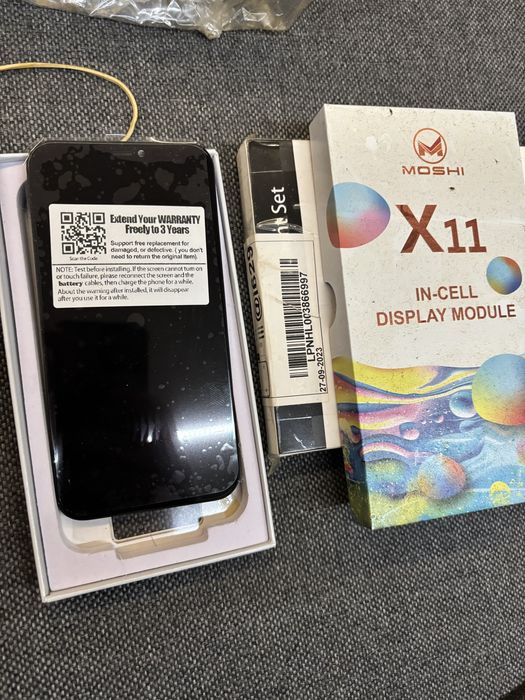 Extend Your WARRANTY
Freely to 3 Years
Support free replacement for
damaged, or defective. ( you don't
need to return the original item).
Scan the Code
NOTE: Test before installing. If the screen cannot turn on
or touch failure, please reconnect the screen and the
battery cables, then charge the phone for a while.
About the warning after installed, it will disappear
after you use it for a while.
Set
LPNHL003866997
27-09-2023
MOSHI
X11
IN-CELL
DISPLAY MODULE